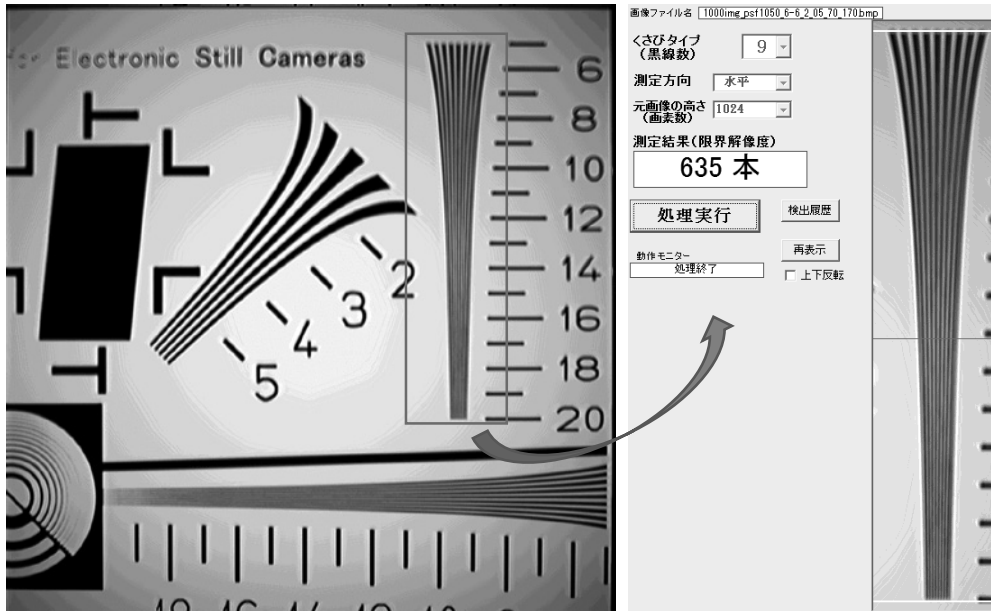 for Electronic Still Cameras
6
8
10
12
14
16
18
20
2
3
4
5
画像ファイル名 1000img_psf1050_6-6_2_05_70_170.bmp
くさびタイプ
(黒線数)
9
測定方向 水平
元画像の高さ
(画素数)
1024
測定結果(限界解像度)
635 本
処理実行
検出履歴
動作モニター
処理終了
再表示
上下反転